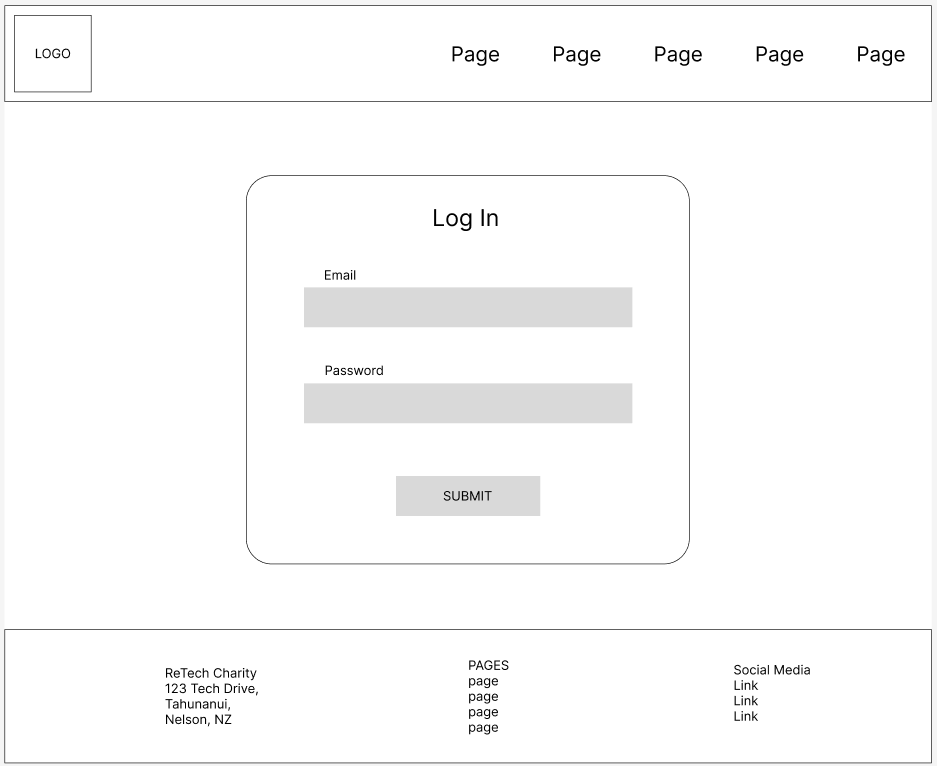 LOGO
Page Page Page Page Page
Log In
Email
Password
SUBMIT
ReTech Charity
123 Tech Drive,
Tahunanui,
Nelson, NZ
PAGES
page
page
page
page
Social Media
Link
Link
Link